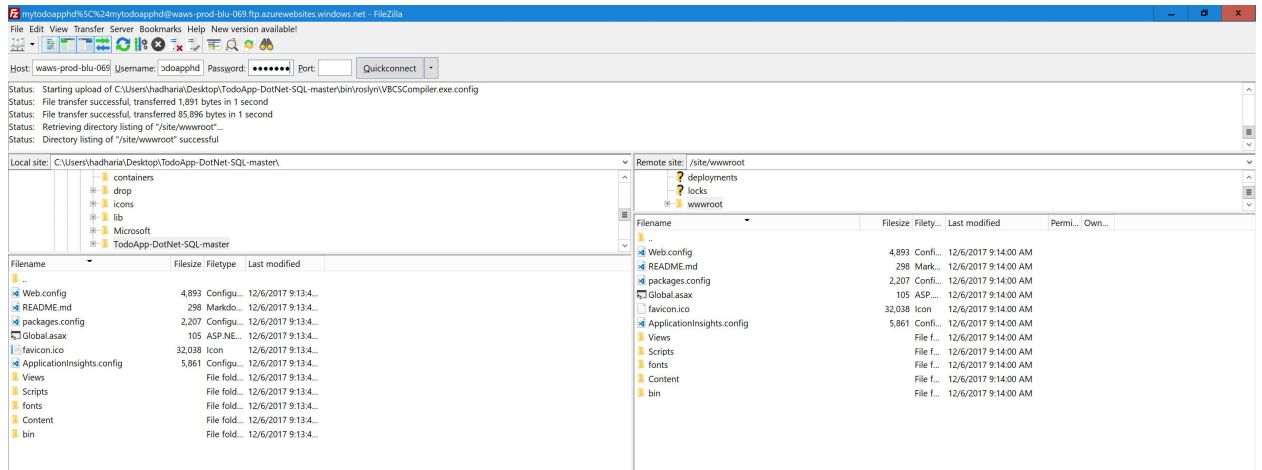 mytodoapphd%5C%24mytodoapphd@waws-prod-blu-069.ftp.azurewebsites.windows.net - FileZilla
File Edit View Transfer Server Bookmarks Help New version available!
Host: waws-prod-blu-069 Username: odoapphd Password: ●●●●●●● Port: Quickconnect
Status: Starting upload of C:\Users\hadharia\Desktop\TodoApp-DotNet-SQL-master\bin\roslyn\VBCSCompiler.exe.config
Status: File transfer successful, transferred 1,891 bytes in 1 second
Status: File transfer successful, transferred 85,896 bytes in 1 second
Status: Retrieving directory listing of "/site/wwwroot"...
Status: Directory listing of "/site/wwwroot" successful
Local site: C:\Users\hadharia\Desktop\TodoApp-DotNet-SQL-master\
containers
drop
icons
lib
Microsoft
TodoApp-DotNet-SQL-master
Filename Filesize Filetype Last modified
..
Web.config 4,893 Configu... 12/6/2017 9:13:4...
README.md 298 Markdo... 12/6/2017 9:13:4...
packages.config 2,207 Configu... 12/6/2017 9:13:4...
Global.asax 105 ASP.NE... 12/6/2017 9:13:4...
favicon.ico 32,038 Icon 12/6/2017 9:13:4...
ApplicationInsights.config 5,861 Configu... 12/6/2017 9:13:4...
Views File fold... 12/6/2017 9:13:4...
Scripts File fold... 12/6/2017 9:13:4...
fonts File fold... 12/6/2017 9:13:4...
Content File fold... 12/6/2017 9:13:4...
bin File fold... 12/6/2017 9:13:4...
Remote site: /site/wwwroot
deployments
locks
wwwroot
Filename Filesize Filety... Last modified Permi... Own...
..
Web.config 4,893 Confi... 12/6/2017 9:14:00 AM
README.md 298 Mark... 12/6/2017 9:14:00 AM
packages.config 2,207 Confi... 12/6/2017 9:14:00 AM
Global.asax 105 ASP.... 12/6/2017 9:14:00 AM
favicon.ico 32,038 Icon 12/6/2017 9:14:00 AM
ApplicationInsights.config 5,861 Confi... 12/6/2017 9:14:00 AM
Views File f... 12/6/2017 9:14:00 AM
Scripts File f... 12/6/2017 9:14:00 AM
fonts File f... 12/6/2017 9:14:00 AM
Content File f... 12/6/2017 9:14:00 AM
bin File f... 12/6/2017 9:14:00 AM